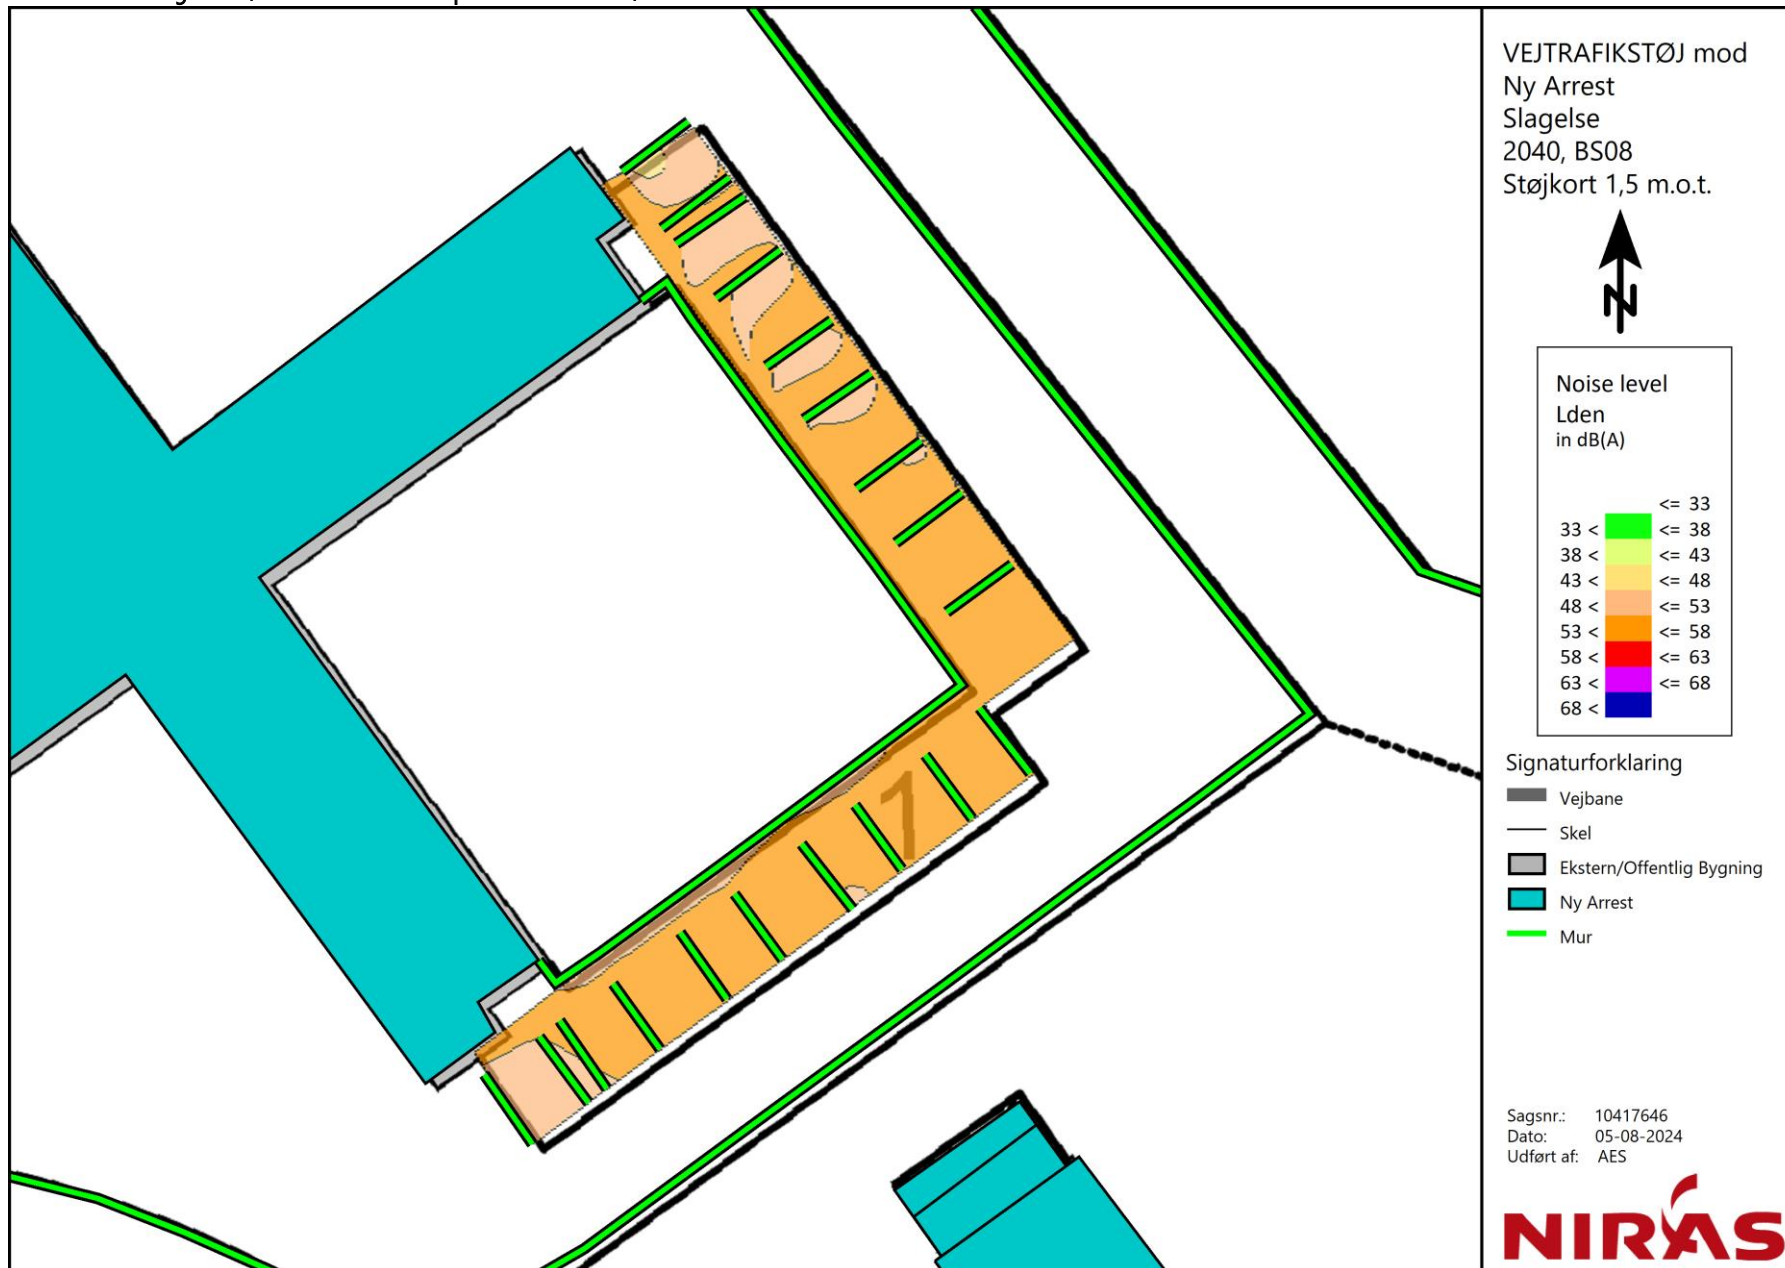 VEJTRAFIKSTØJ mod
Ny Arrest
Slagelse
2040, BS08
Støjkort 1,5 m.o.t.
N
Noise level
Lden
in dB(A)
<= 33
33 < <= 38
38 < <= 43
43 < <= 48
48 < <= 53
53 < <= 58
58 < <= 63
63 < <= 68
68 <
Signaturforklaring
Vejbane
Skel
Ekstern/Offentlig Bygning
Ny Arrest
Mur
1
Sagsnr.: 10417646
Dato: 05-08-2024
Udført af: AES
NIRAS